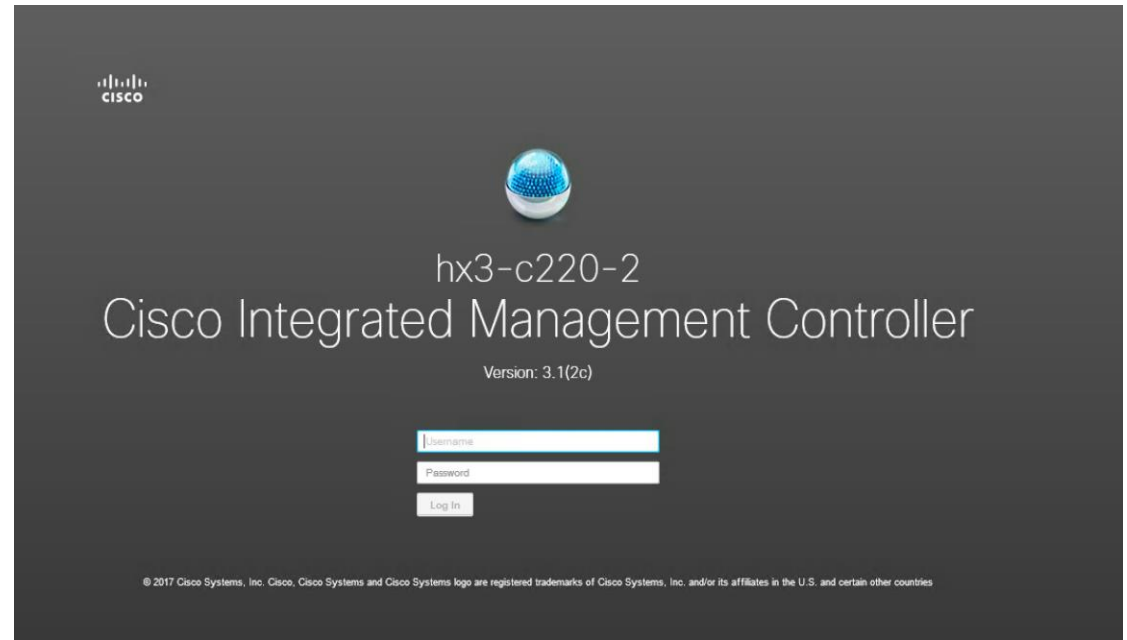 CISCO
hx3-c220-2
Cisco Integrated Management Controller
Version: 3.1(2c)
Username
Password
Log In
© 2017 Cisco Systems, Inc. Cisco, Cisco Systems and Cisco Systems logo are registered trademarks of Cisco Systems, Inc. and/or its affiliates in the U.S. and certain other countries